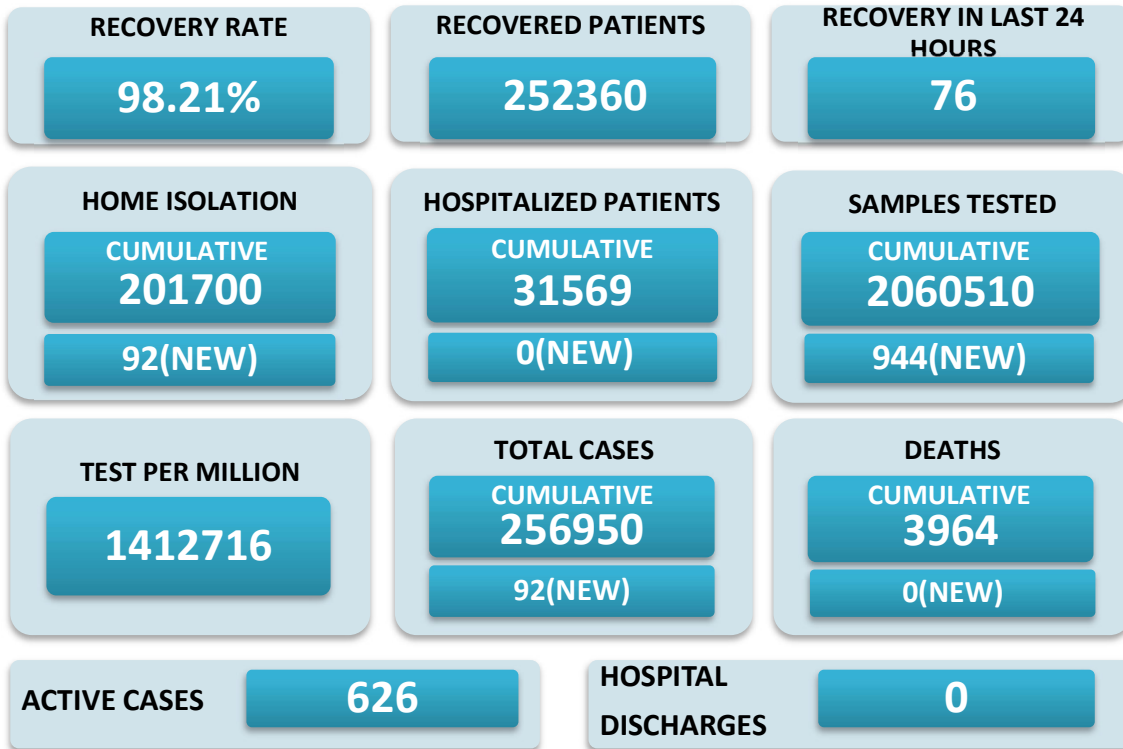 RECOVERY RATE
98.21%
RECOVERED PATIENTS
252360
RECOVERY IN LAST 24
HOURS
76
HOME ISOLATION
CUMULATIVE
201700
92(NEW)
HOSPITALIZED PATIENTS
CUMULATIVE
31569
0(NEW)
SAMPLES TESTED
CUMULATIVE
2060510
944(NEW)
TEST PER MILLION
1412716
TOTAL CASES
CUMULATIVE
256950
92(NEW)
DEATHS
CUMULATIVE
3964
0(NEW)
ACTIVE CASES
626
HOSPITAL
DISCHARGES
0